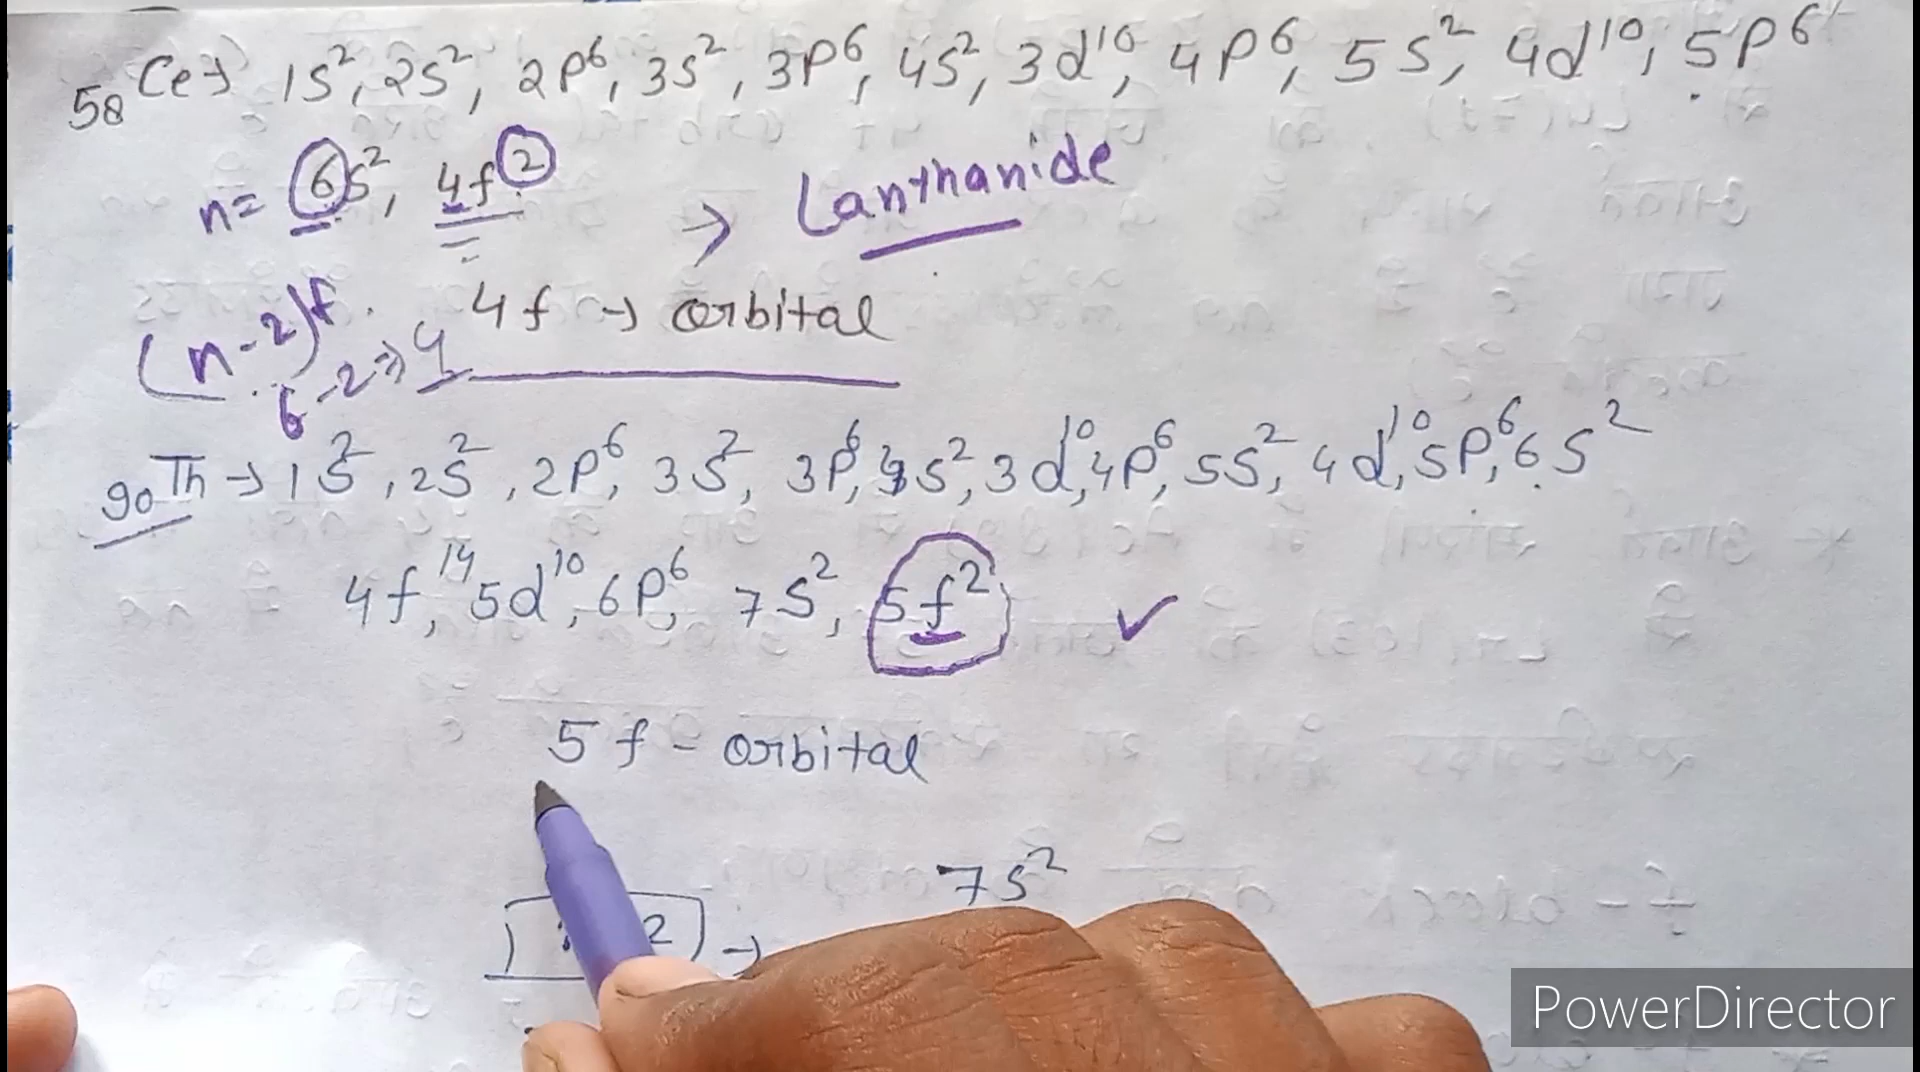 58Ce→ 1s², 2s², 2p⁶, 3s², 3p⁶, 4s², 3d¹⁰, 4p⁶, 5s², 4d¹⁰, 5p⁶
n= 6s², 4f² → Lanthanide
(n-2)f. 4f → orbital
6-2⇒4
90Th → 1s², 2s², 2p⁶, 3s², 3p⁶, 4s², 3d¹⁰, 4p⁶, 5s², 4d¹⁰, 5p⁶, 6s²
4f¹⁴, 5d¹⁰, 6p⁶, 7s², 5f² ✓
5f - orbital
7s²
2) →
PowerDirector